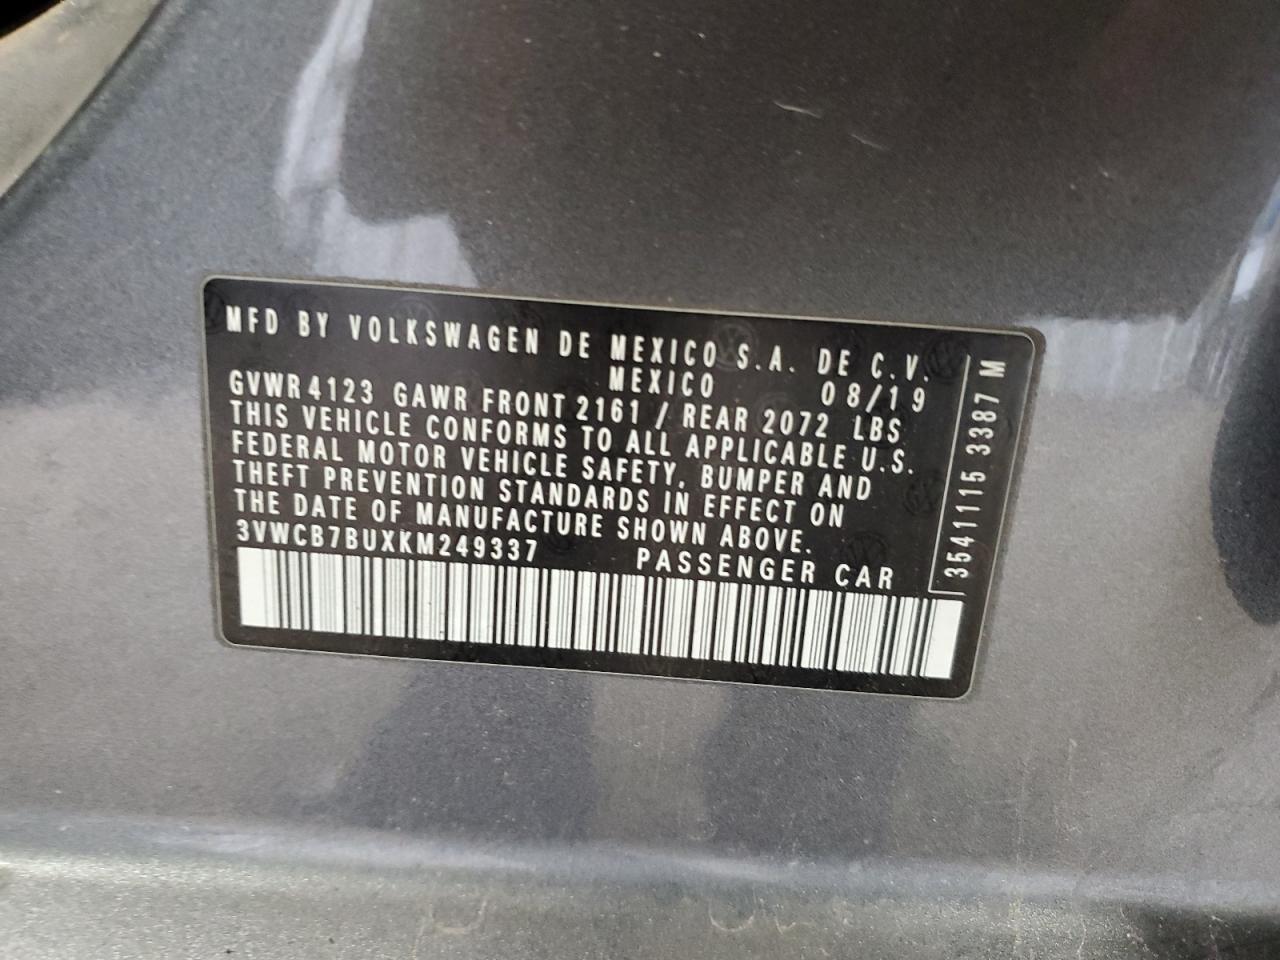 MFD BY VOLKSWAGEN DE MEXICO S.A. DE C.V.
MEXICO 08/19
GVWR 4123 GAWR FRONT 2161 / REAR 2072 LBS
THIS VEHICLE CONFORMS TO ALL APPLICABLE U.S.
FEDERAL MOTOR VEHICLE SAFETY, BUMPER AND
THEFT PREVENTION STANDARDS IN EFFECT ON
THE DATE OF MANUFACTURE SHOWN ABOVE.
3VWCB7BUXKM249337 PASSENGER CAR
3541115 3387 M